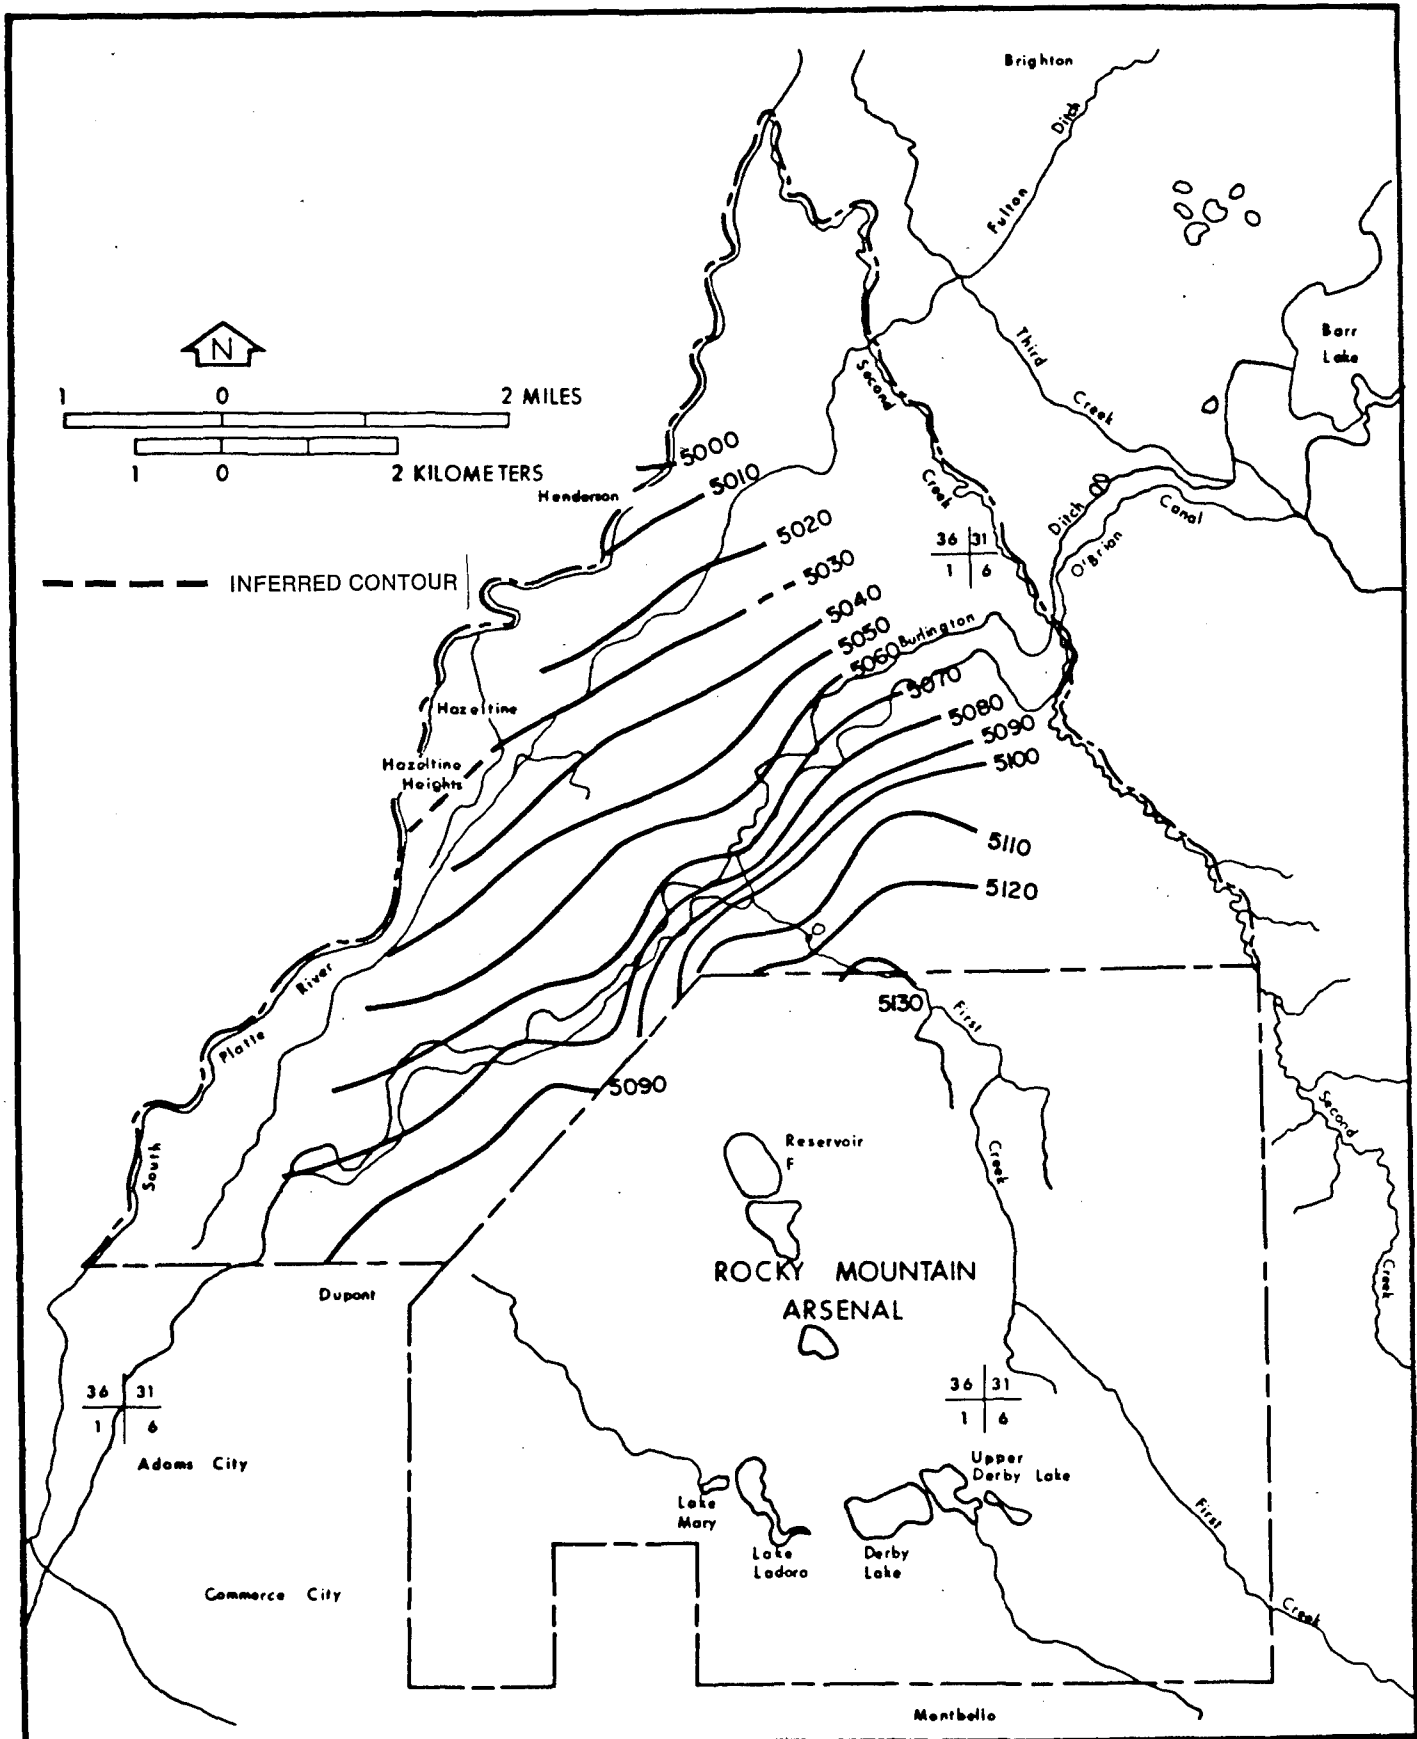 Brighton
Ditch
Fulton
N
1 0 2 MILES
1 0 2 KILOMETERS
Barr
Lake
Third
Creek
Second
Creek
5000
Henderson
5010
5020
5030
5040
5050
5060
Burlington
Ditch
O'Brian
Canal
36 31
1 6
INFERRED CONTOUR
5070
5080
5090
5100
5110
5120
5130
Hazeltine
Hazeltine
Heights
South
Platte
River
5090
First
Creek
Second
Creek
Reservoir
F
ROCKY MOUNTAIN
ARSENAL
Dupont
36 31
1 6
36 31
1 6
Adams City
Commerce City
Lake
Mary
Lake
Ladora
Derby
Lake
Upper
Derby Lake
First
Creek
Montbello